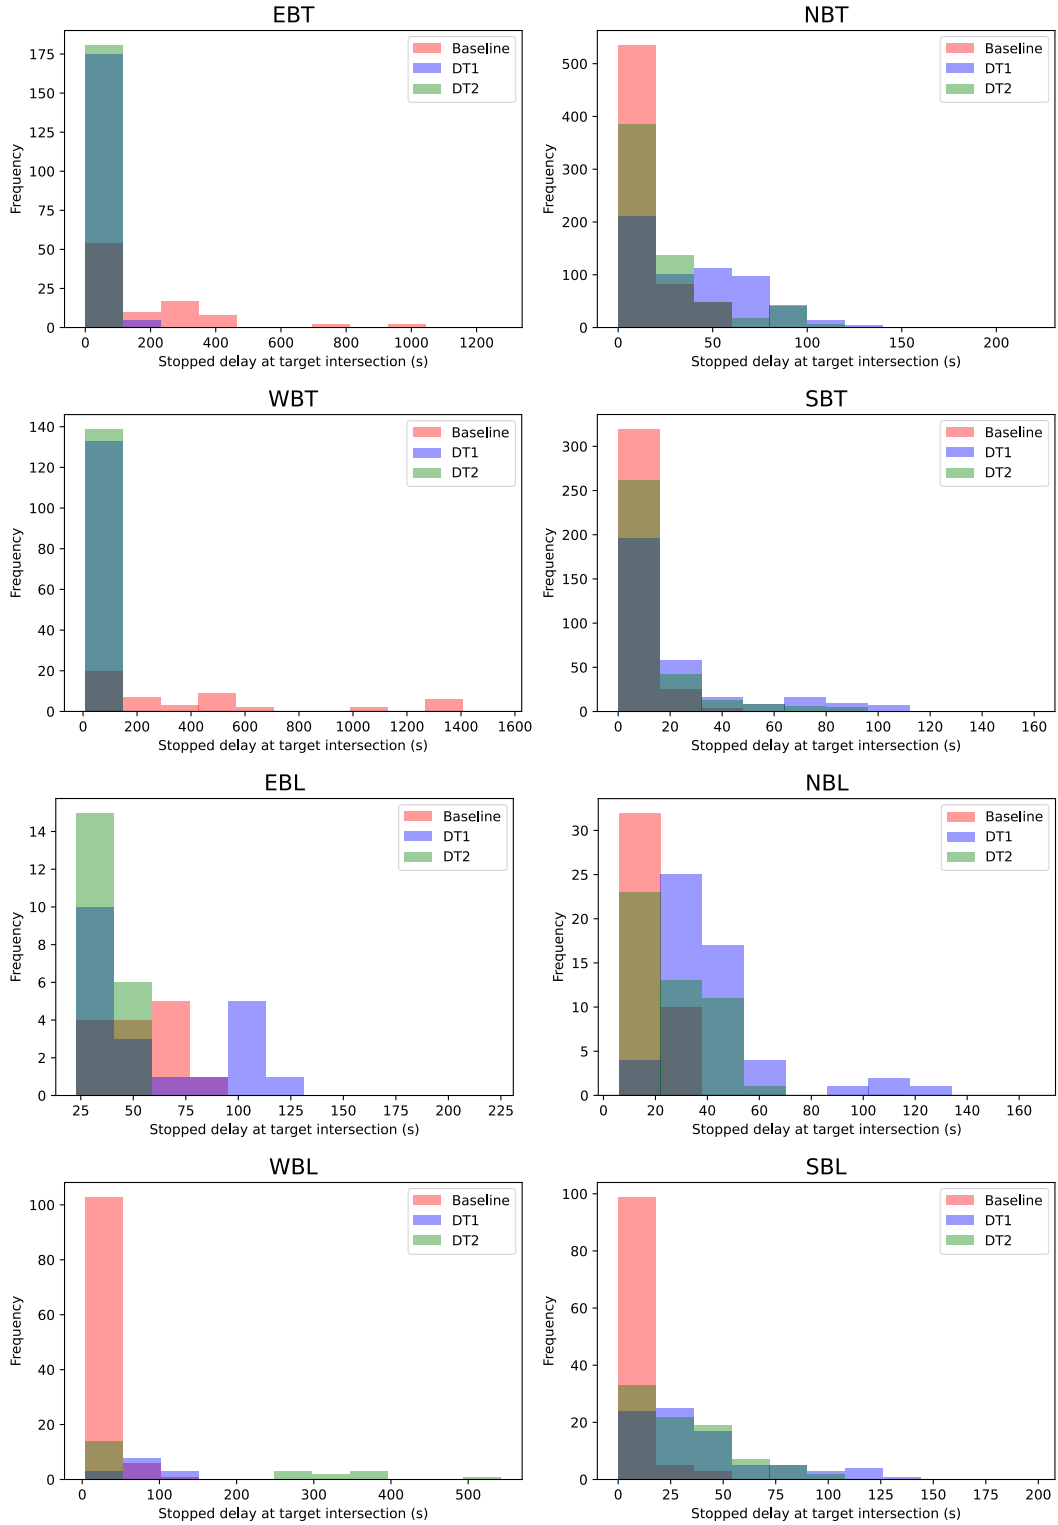 EBT
Frequency
175
150
125
100
75
50
25
0
Baseline
DT1
DT2
0 200 400 600 800 1000 1200
Stopped delay at target intersection (s)
NBT
Frequency
500
400
300
200
100
0
Baseline
DT1
DT2
0 50 100 150 200
Stopped delay at target intersection (s)
WBT
Frequency
140
120
100
80
60
40
20
0
Baseline
DT1
DT2
0 200 400 600 800 1000 1200 1400 1600
Stopped delay at target intersection (s)
SBT
Frequency
300
250
200
150
100
50
0
Baseline
DT1
DT2
0 20 40 60 80 100 120 140 160
Stopped delay at target intersection (s)
EBL
Frequency
14
12
10
8
6
4
2
0
Baseline
DT1
DT2
25 50 75 100 125 150 175 200 225
Stopped delay at target intersection (s)
NBL
Frequency
30
25
20
15
10
5
0
Baseline
DT1
DT2
0 20 40 60 80 100 120 140 160
Stopped delay at target intersection (s)
WBL
Frequency
100
80
60
40
20
0
Baseline
DT1
DT2
0 100 200 300 400 500
Stopped delay at target intersection (s)
SBL
Frequency
100
80
60
40
20
0
Baseline
DT1
DT2
0 25 50 75 100 125 150 175 200
Stopped delay at target intersection (s)